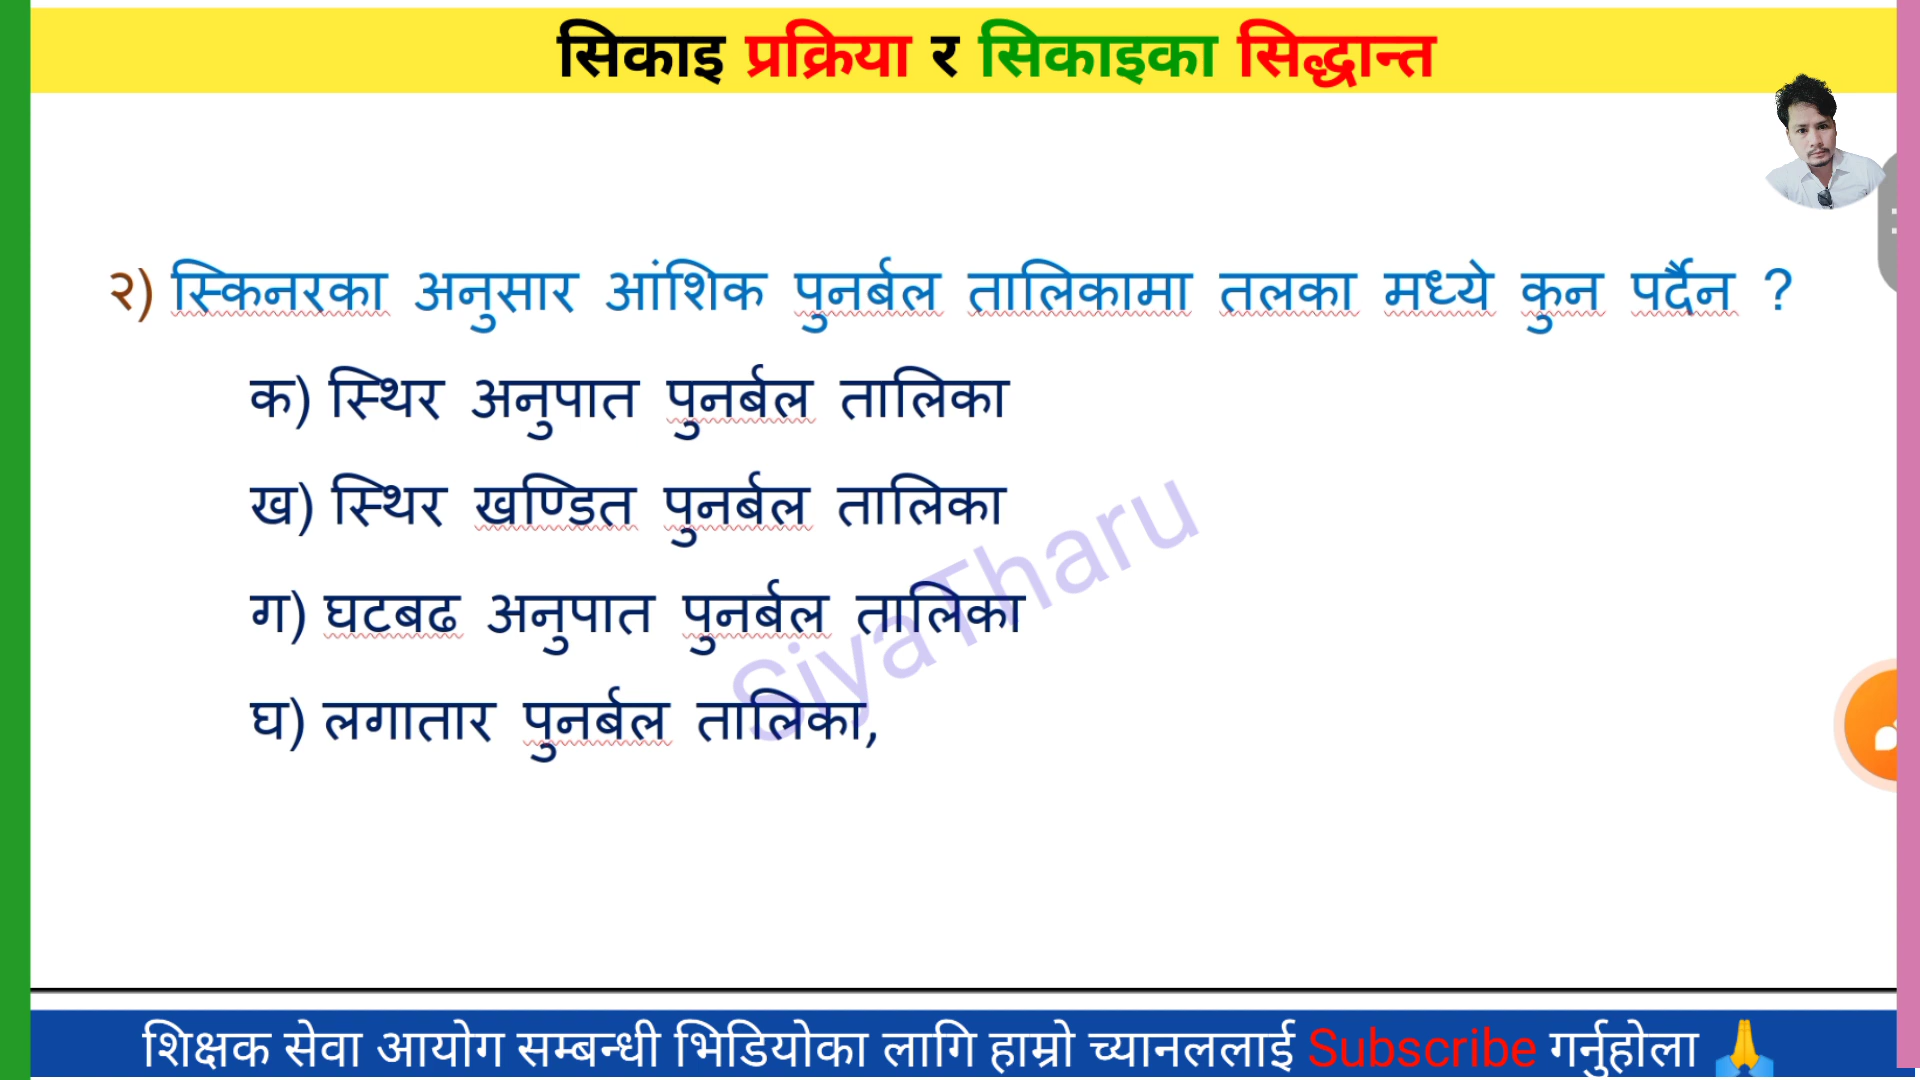 सिकाइ प्रक्रिया र सिकाइका सिद्धान्त
२) स्किनरका अनुसार आंशिक पुनर्बल तालिकामा तलका मध्ये कुन पर्दैन ?
क) स्थिर अनुपात पुनर्बल तालिका
ख) स्थिर खण्डित पुनर्बल तालिका
ग) घटबढ अनुपात पुनर्बल तालिका
घ) लगातार पुनर्बल तालिका,
SiyaTharu
शिक्षक सेवा आयोग सम्बन्धी भिडियोका लागि हाम्रो च्यानललाई Subscribe गर्नुहोला 🙏